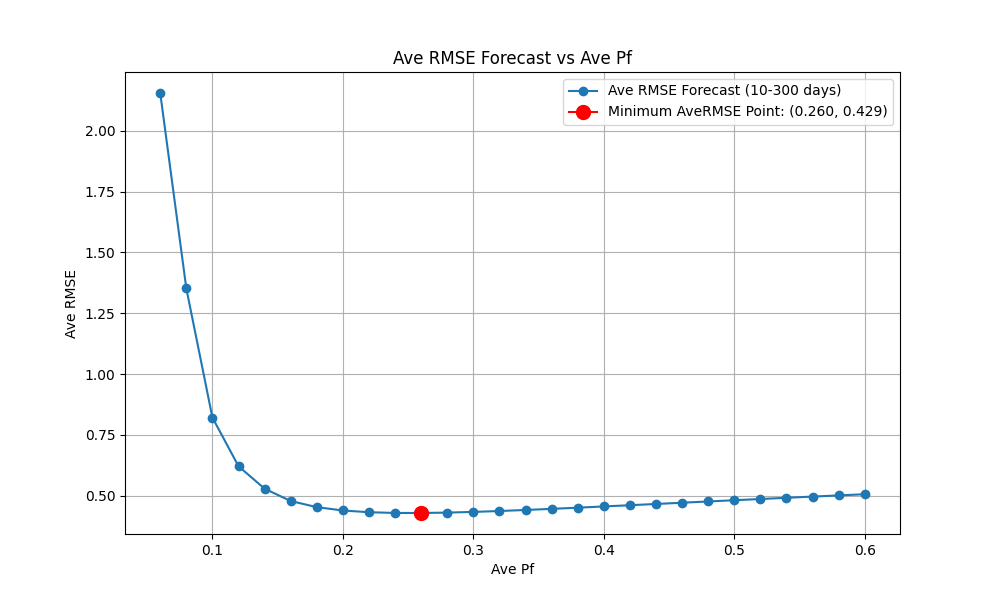 Ave RMSE Forecast vs Ave Pf
Ave RMSE Forecast (10-300 days)
Minimum AveRMSE Point: (0.260, 0.429)
2.00
1.75
1.50
1.25
1.00
0.75
0.50
Ave RMSE
0.1 0.2 0.3 0.4 0.5 0.6
Ave Pf